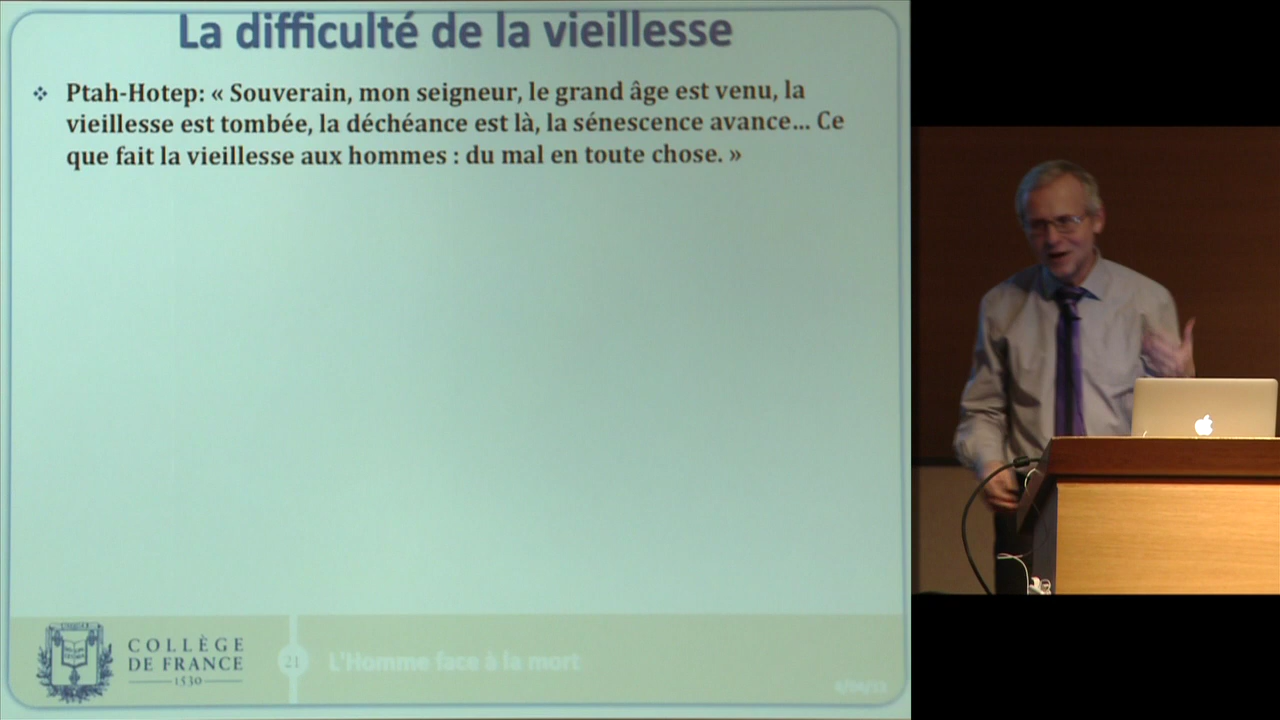 La difficulté de la vieillesse
Ptah-Hotep: « Souverain, mon seigneur, le grand âge est venu, la
vieillesse est tombée, la déchéance est là, la sénescence avance... Ce
que fait la vieillesse aux hommes : du mal en toute chose. »
COLLÈGE
DE FRANCE
1530
21
L'Homme face à la mort